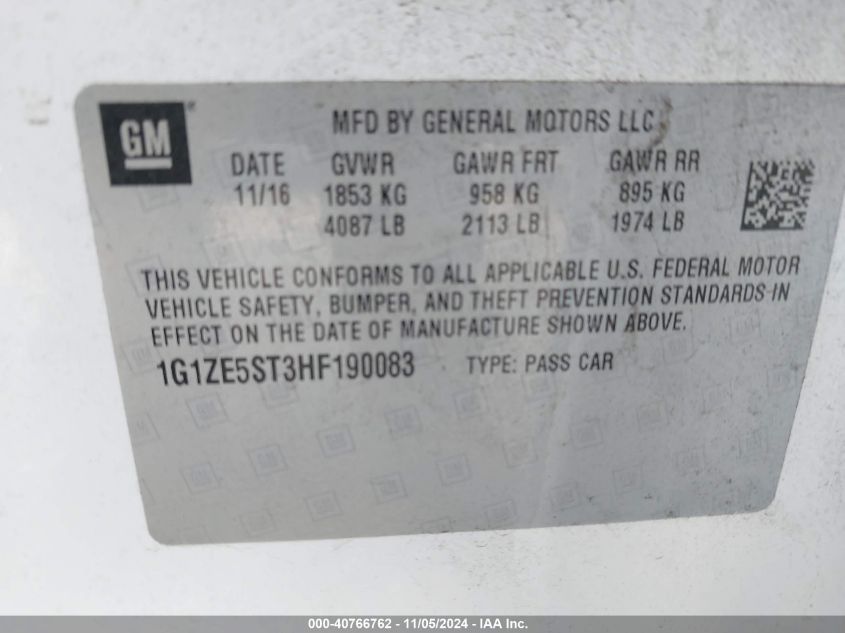 GM ®
MFD BY GENERAL MOTORS LLC
DATE GVWR GAWR FRT GAWR RR
11/16 1853 KG 958 KG 895 KG
4087 LB 2113 LB 1974 LB
THIS VEHICLE CONFORMS TO ALL APPLICABLE U.S. FEDERAL MOTOR
VEHICLE SAFETY, BUMPER, AND THEFT PREVENTION STANDARDS IN
EFFECT ON THE DATE OF MANUFACTURE SHOWN ABOVE.
1G1ZE5ST3HF190083 TYPE: PASS CAR
000-40766762 - 11/05/2024 - IAA Inc.